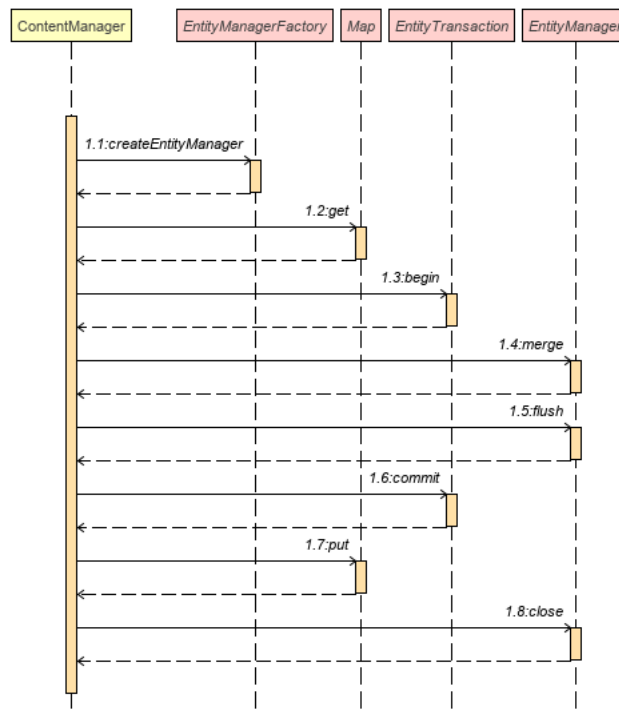 ContentManager
EntityManagerFactory
Map
EntityTransaction
EntityManager
1.1:createEntityManager
1.2:get
1.3:begin
1.4:merge
1.5:flush
1.6:commit
1.7:put
1.8:close